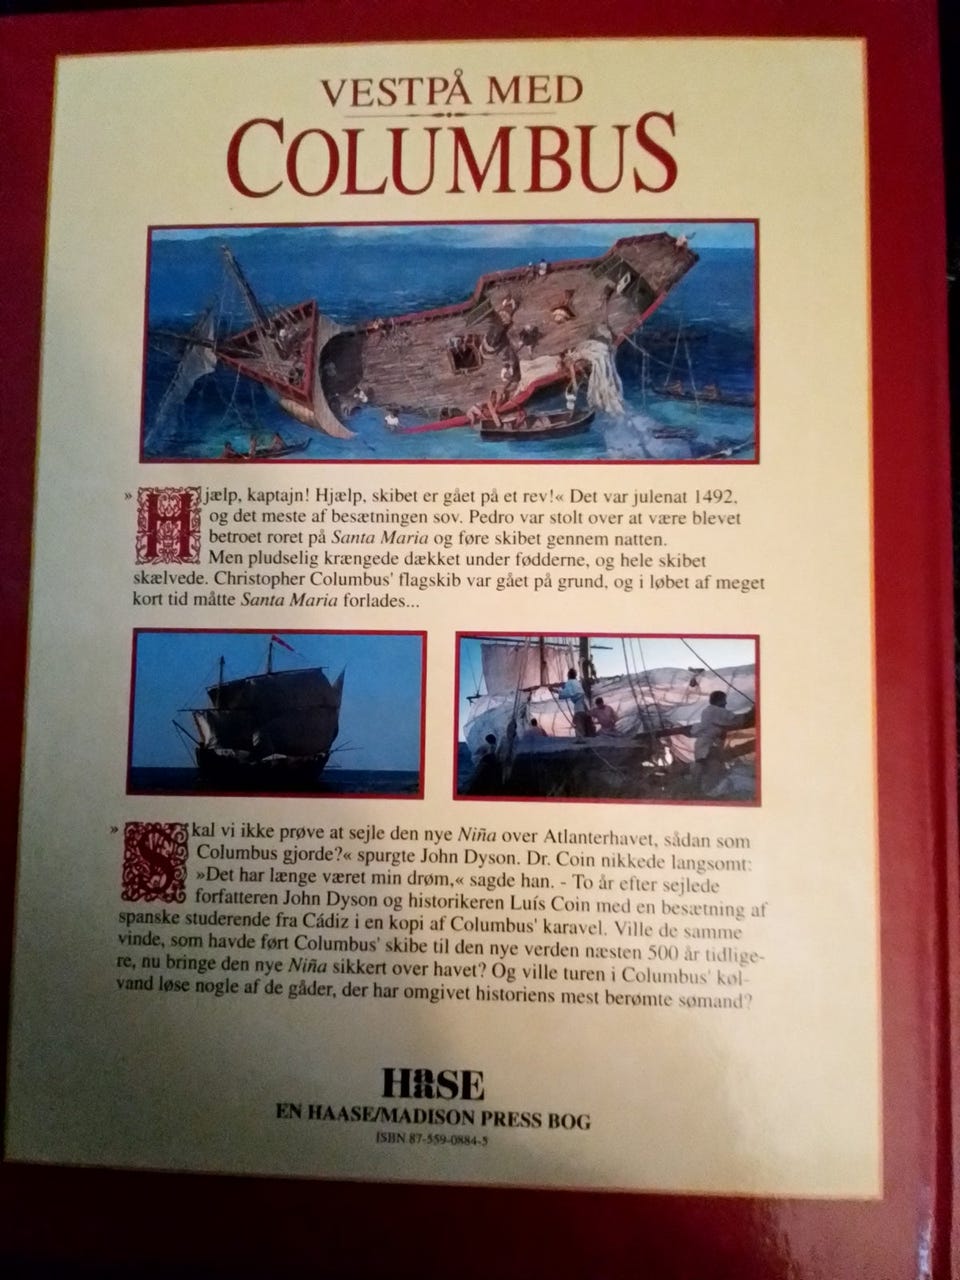 VESTPÅ MED
COLUMBUS
»Hjælp, kaptajn! Hjælp, skibet er gået på et rev!« Det var julenat 1492,
og det meste af besætningen sov. Pedro var stolt over at være blevet
betroet roret på Santa Maria og føre skibet gennem natten.
Men pludselig krængede dækket under fødderne, og hele skibet
skælvede. Christopher Columbus' flagskib var gået på grund, og i løbet af meget
kort tid måtte Santa Maria forlades...
»Skal vi ikke prøve at sejle den nye Niña over Atlanterhavet, sådan som
Columbus gjorde?« spurgte John Dyson. Dr. Coin nikkede langsomt:
»Det har længe været min drøm,« sagde han. - To år efter sejlede
forfatteren John Dyson og historikeren Luís Coin med en besætning af
spanske studerende fra Cádiz i en kopi af Columbus' karavel. Ville de samme
vinde, som havde ført Columbus' skibe til den nye verden næsten 500 år tidlige-
re, nu bringe den nye Niña sikkert over havet? Og ville turen i Columbus' køl-
vand løse nogle af de gåder, der har omgivet historiens mest berømte sømand?
HAASE
EN HAASE/MADISON PRESS BOG
ISBN 87-559-0884-5